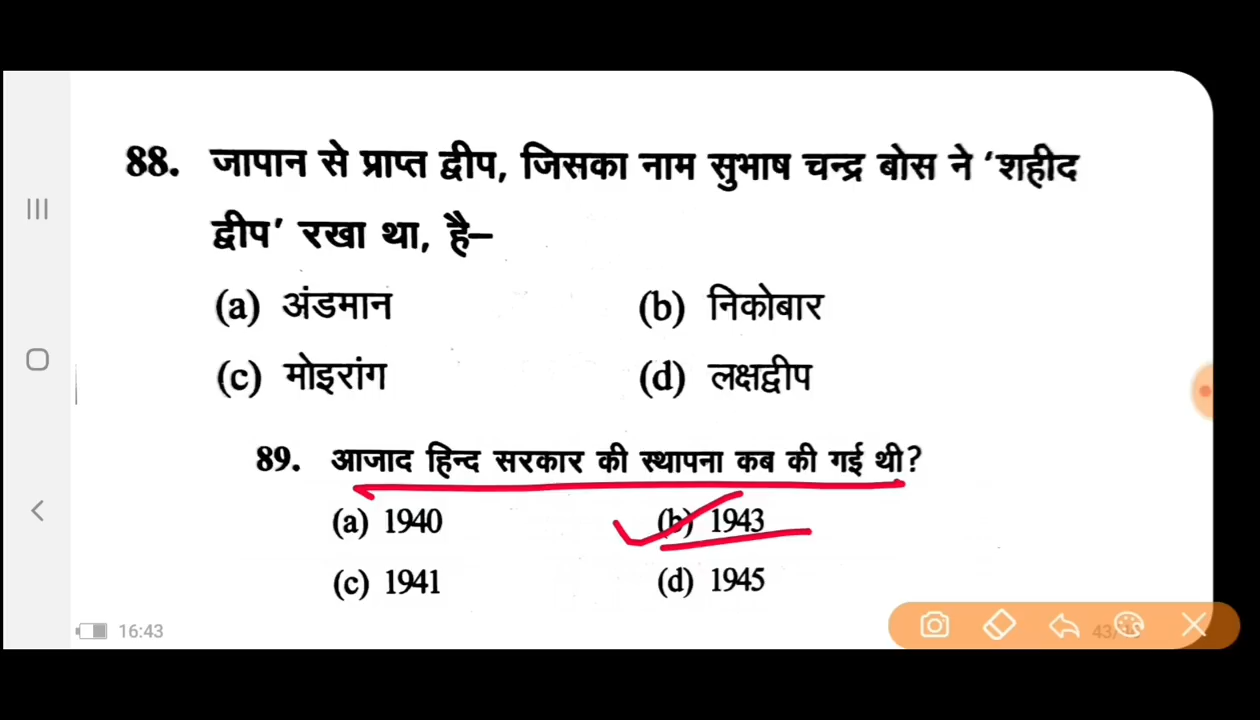 88. जापान से प्राप्त द्वीप, जिसका नाम सुभाष चन्द्र बोस ने ‘शहीद
द्वीप’ रखा था, है–
(a) अंडमान (b) निकोबार
(c) मोइरांग (d) लक्षद्वीप
89. आजाद हिन्द सरकार की स्थापना कब की गई थी?
(a) 1940 (b) 1943
(c) 1941 (d) 1945
16:43